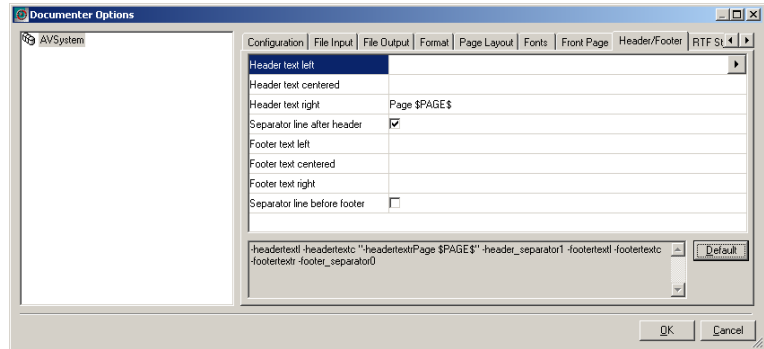 Documenter Options
AVSystem
Configuration File Input File Output Format Page Layout Fonts Front Page Header/Footer RTF
Header text left
Header text centered
Header text right Page $PAGE$
Separator line after header
Footer text left
Footer text centered
Footer text right
Separator line before footer
-headertextl -headertextc "-headertextrPage $PAGE$" -header_separator1 -footertextl -footertextc
-footertextr -footer_separator0
Default
OK Cancel